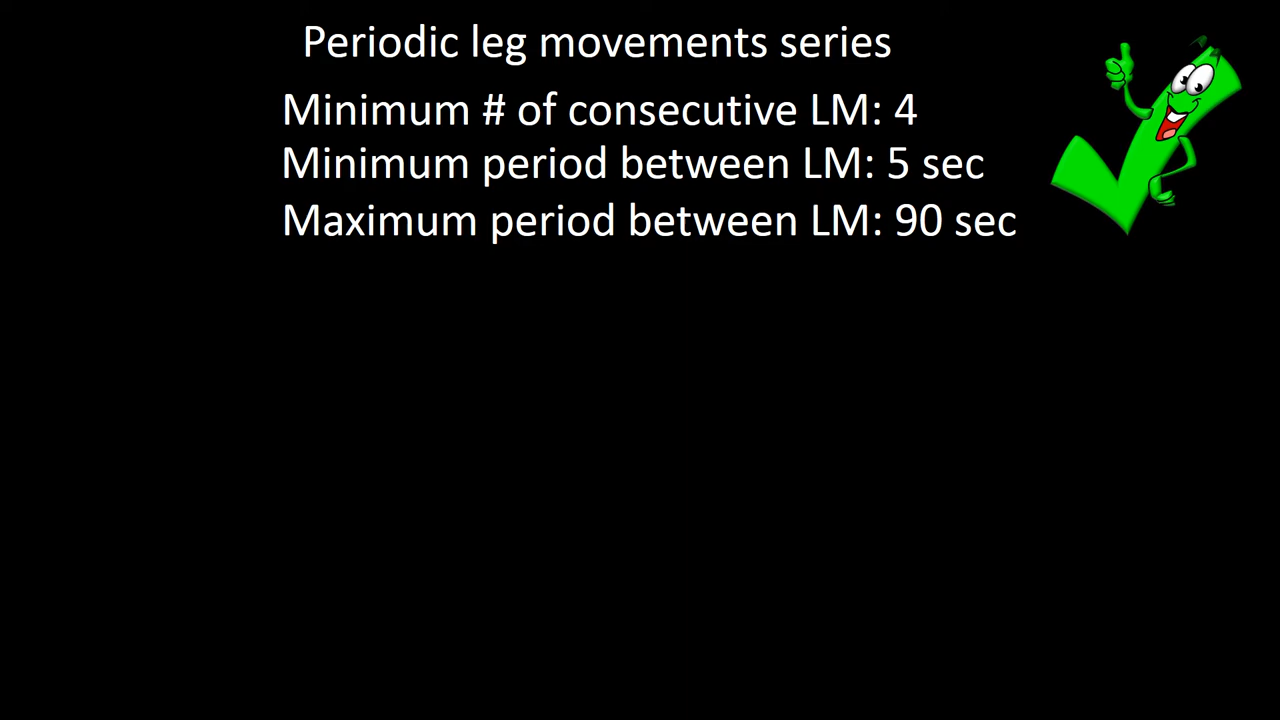 Periodic leg movements series
Minimum # of consecutive LM: 4
Minimum period between LM: 5 sec
Maximum period between LM: 90 sec